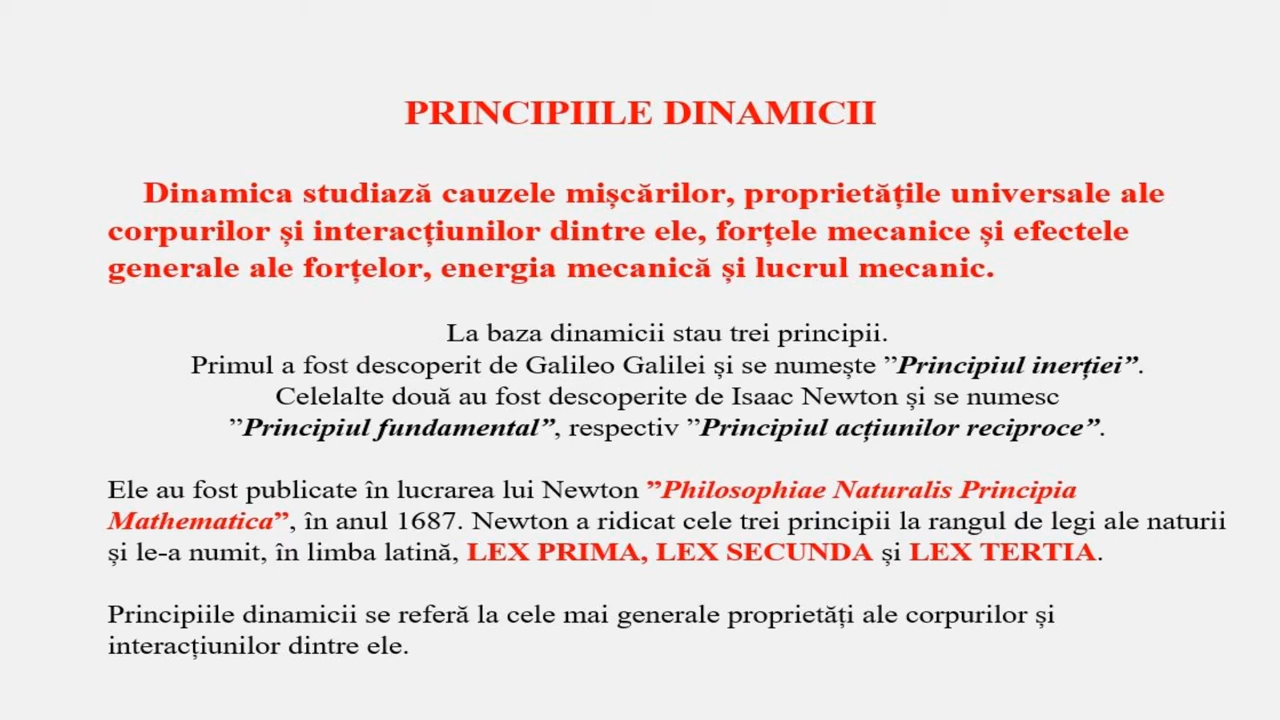 PRINCIPIILE DINAMICII
Dinamica studiază cauzele mișcărilor, proprietățile universale ale
corpurilor și interacțiunilor dintre ele, forțele mecanice și efectele
generale ale forțelor, energia mecanică și lucrul mecanic.
La baza dinamicii stau trei principii.
Primul a fost descoperit de Galileo Galilei și se numește ”Principiul inerției”.
Celelalte două au fost descoperite de Isaac Newton și se numesc
”Principiul fundamental”, respectiv ”Principiul acțiunilor reciproce”.
Ele au fost publicate în lucrarea lui Newton ”Philosophiae Naturalis Principia
Mathematica”, în anul 1687. Newton a ridicat cele trei principii la rangul de legi ale naturii
și le-a numit, în limba latină, LEX PRIMA, LEX SECUNDA și LEX TERTIA.
Principiile dinamicii se referă la cele mai generale proprietăți ale corpurilor și
interacțiunilor dintre ele.